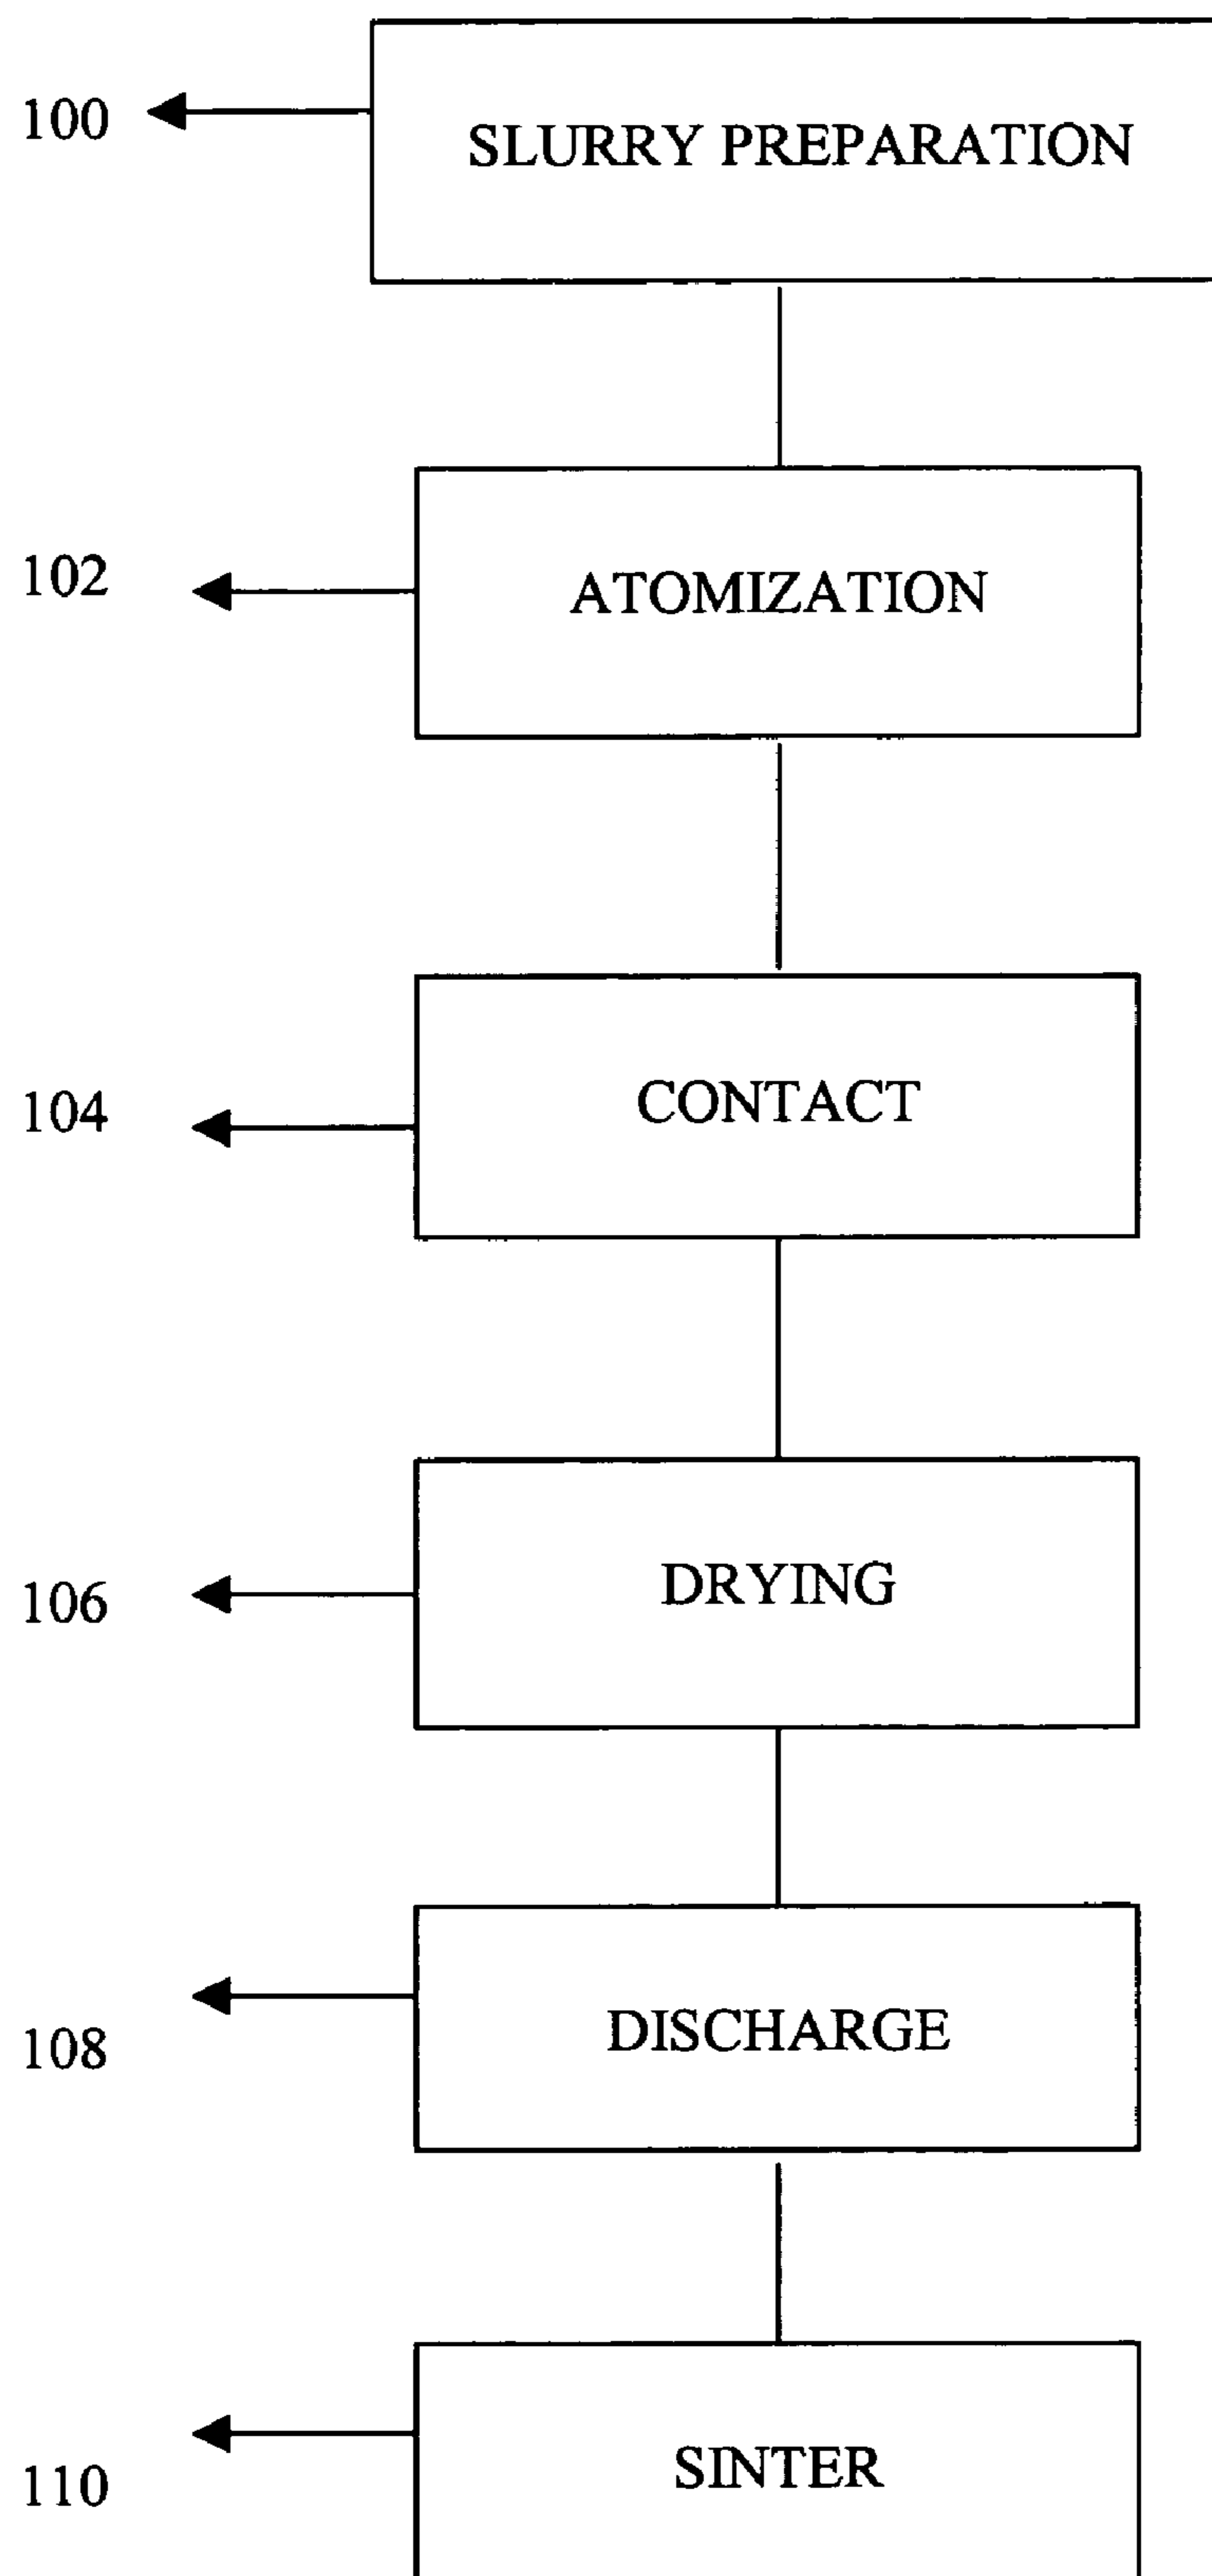 100
SLURRY PREPARATION
102
ATOMIZATION
104
CONTACT
106
DRYING
108
DISCHARGE
110
SINTER